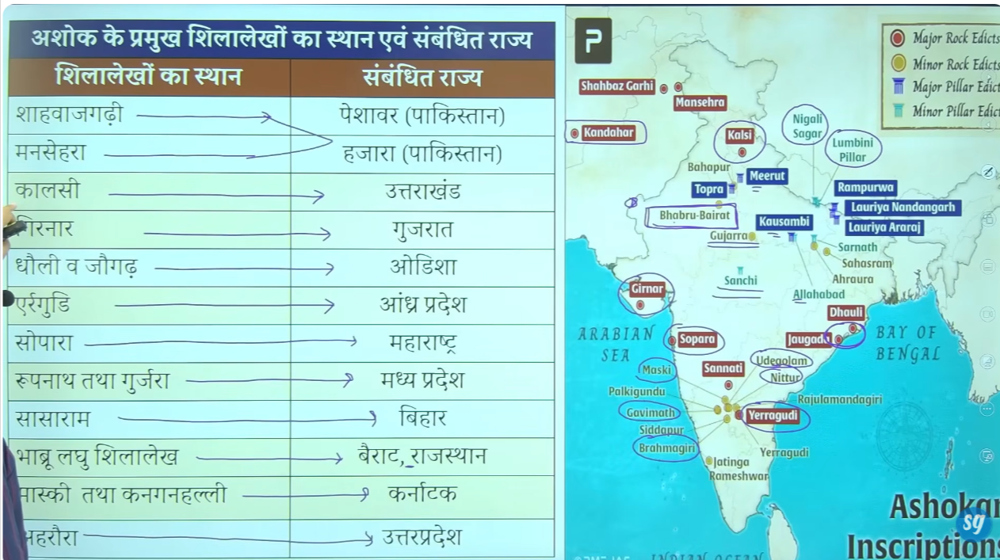 अशोक के प्रमुख शिलालेखों का स्थान एवं संबंधित राज्य
शिलालेखों का स्थान संबंधित राज्य
शाहवाजगढ़ी पेशावर (पाकिस्तान)
मनसेहरा हजारा (पाकिस्तान)
कालसी उत्तराखंड
गिरनार गुजरात
धौली व जौगढ़ ओडिशा
एर्रगुडि आंध्र प्रदेश
सोपारा महाराष्ट्र
रूपनाथ तथा गुर्जरा मध्य प्रदेश
सासाराम बिहार
भाब्रू लघु शिलालेख बैराट, राजस्थान
मास्की तथा कनगनहल्ली कर्नाटक
अहरौरा उत्तरप्रदेश
P
Major Rock Edicts
Minor Rock Edicts
Major Pillar Edict
Minor Pillar Edict
Shahbaz Garhi
Mansehra
Kandahar
Kalsi
Nigali
Sagar
Lumbini
Pillar
Bahapur
Meerut
Topra
Rampurwa
Bhabru-Bairat
Lauriya Nandangarh
Kausambi
Lauriya Araraj
Gujarra
Sarnath
Sahasram
Ahraura
Sanchi
Allahabad
Girnar
Dhauli
ARABIAN
SEA
Sopara
Jaugada
BAY OF
BENGAL
Maski
Sannati
Udegolam
Nittur
Palkigundu
Rajulamandagiri
Gavimath
Yerragudi
Siddapur
Brahmagiri
Yerragudi
Jatinga
Rameshwar
Ashokan
Inscriptions
sg
INDIAN OCEAN